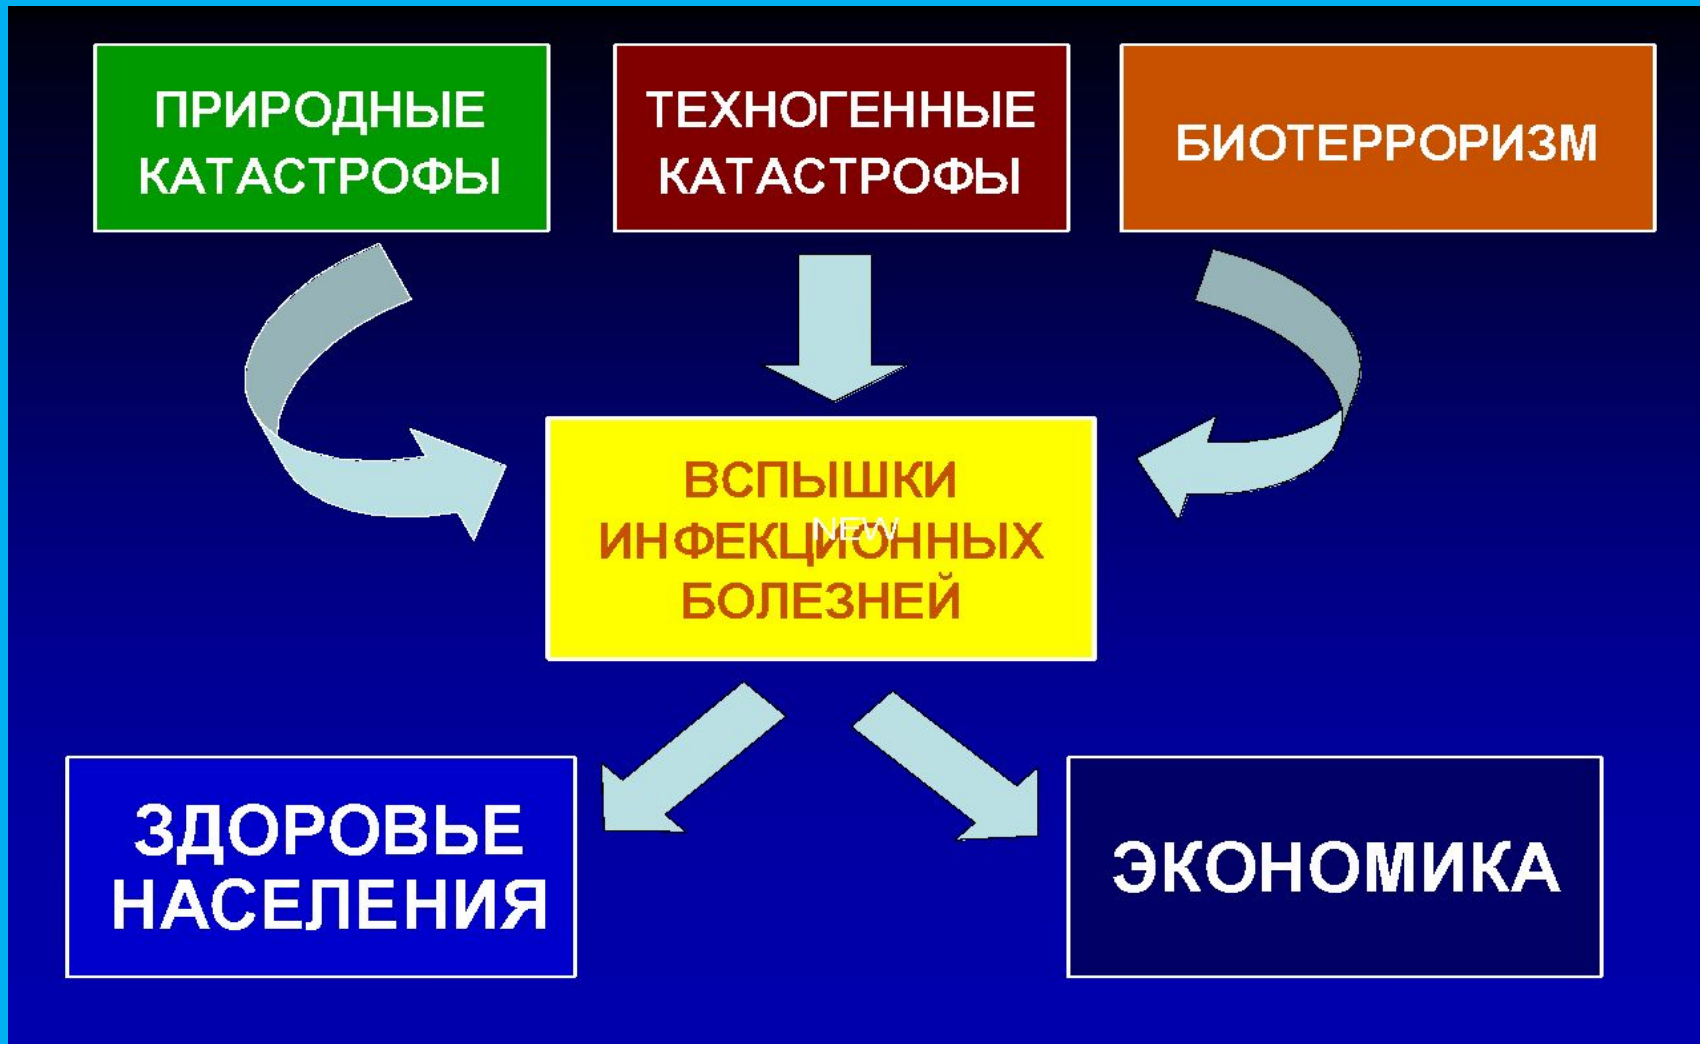 ПРИРОДНЫЕ
КАТАСТРОФЫ
ТЕХНОГЕННЫЕ
КАТАСТРОФЫ
БИОТЕРРОРИЗМ
ВСПЫШКИ
ИНФЕКЦИОННЫХ
NEW
БОЛЕЗНЕЙ
ЗДОРОВЬЕ
НАСЕЛЕНИЯ
ЭКОНОМИКА